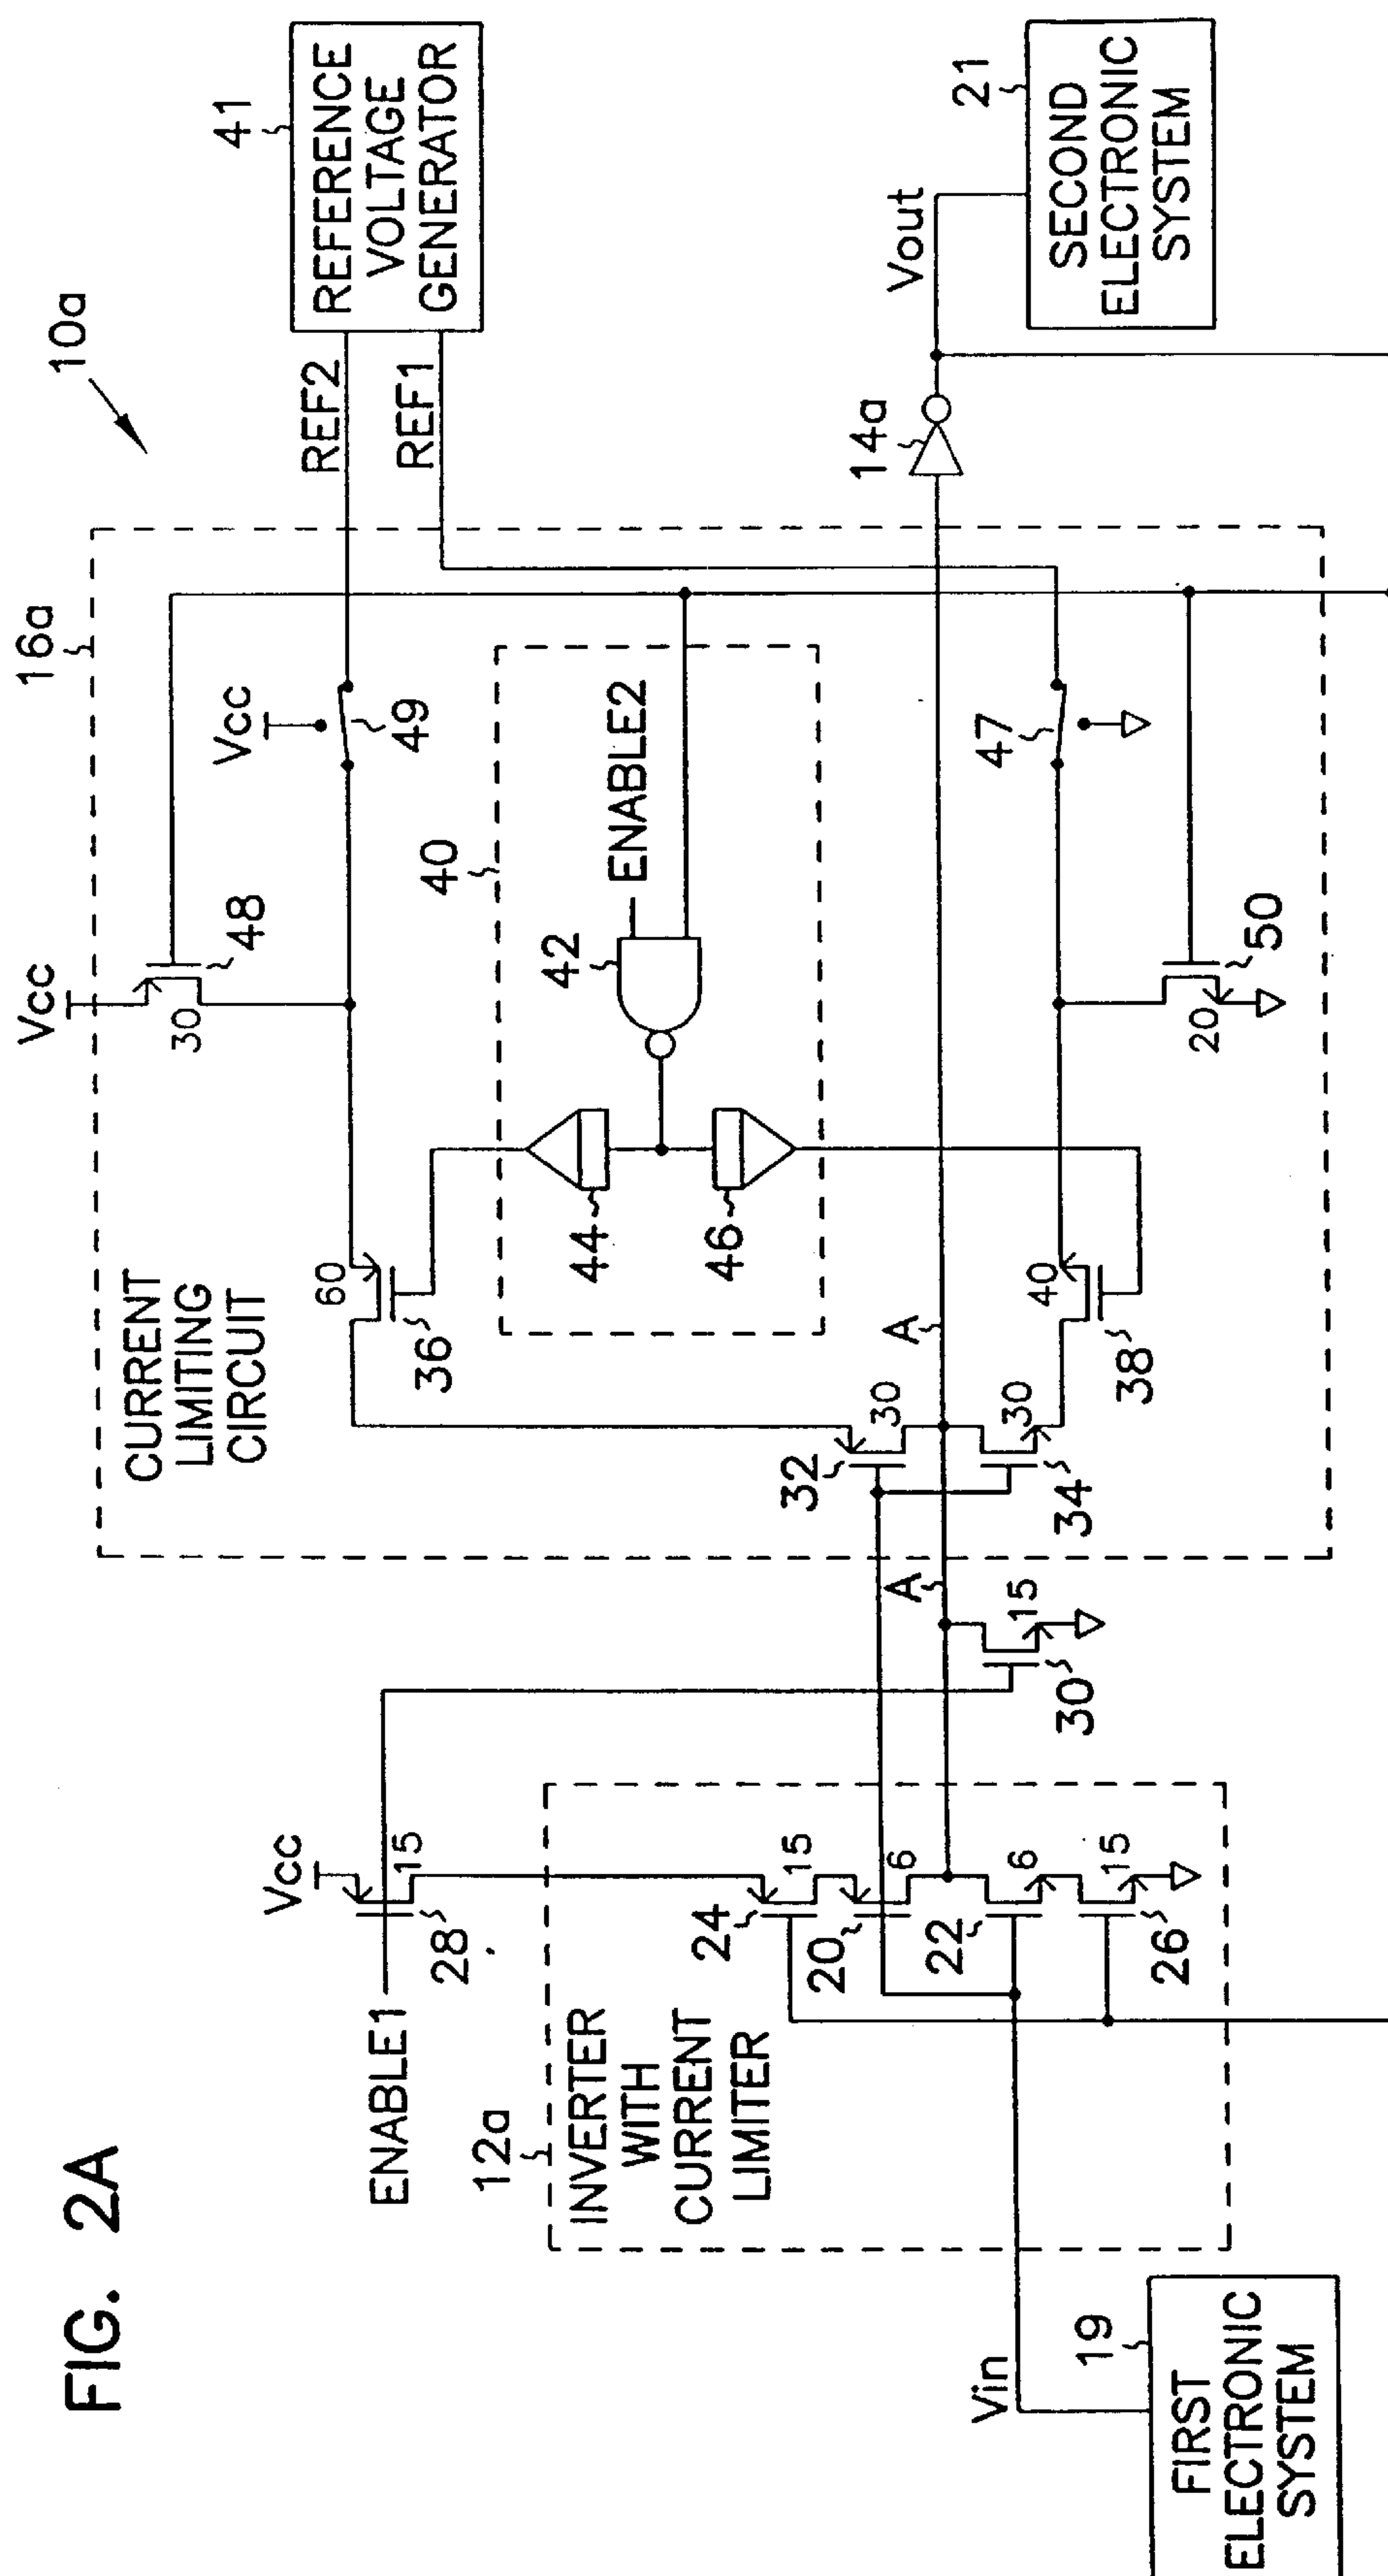 FIG. 2A
10a
16a
CURRENT
LIMITING
CIRCUIT
Vcc
30
48
Vcc
49
REF2
REF1
41
REFERENCE
VOLTAGE
GENERATOR
60
36
40
44
46
42
ENABLE2
Vcc
ENABLE1
15
28
12a
INVERTER
WITH
CURRENT
LIMITER
24
15
20
6
22
6
26
15
A
30
15
32
30
34
30
A
38
40
47
20
50
14a
Vout
21
SECOND
ELECTRONIC
SYSTEM
Vin
19
FIRST
ELECTRONIC
SYSTEM